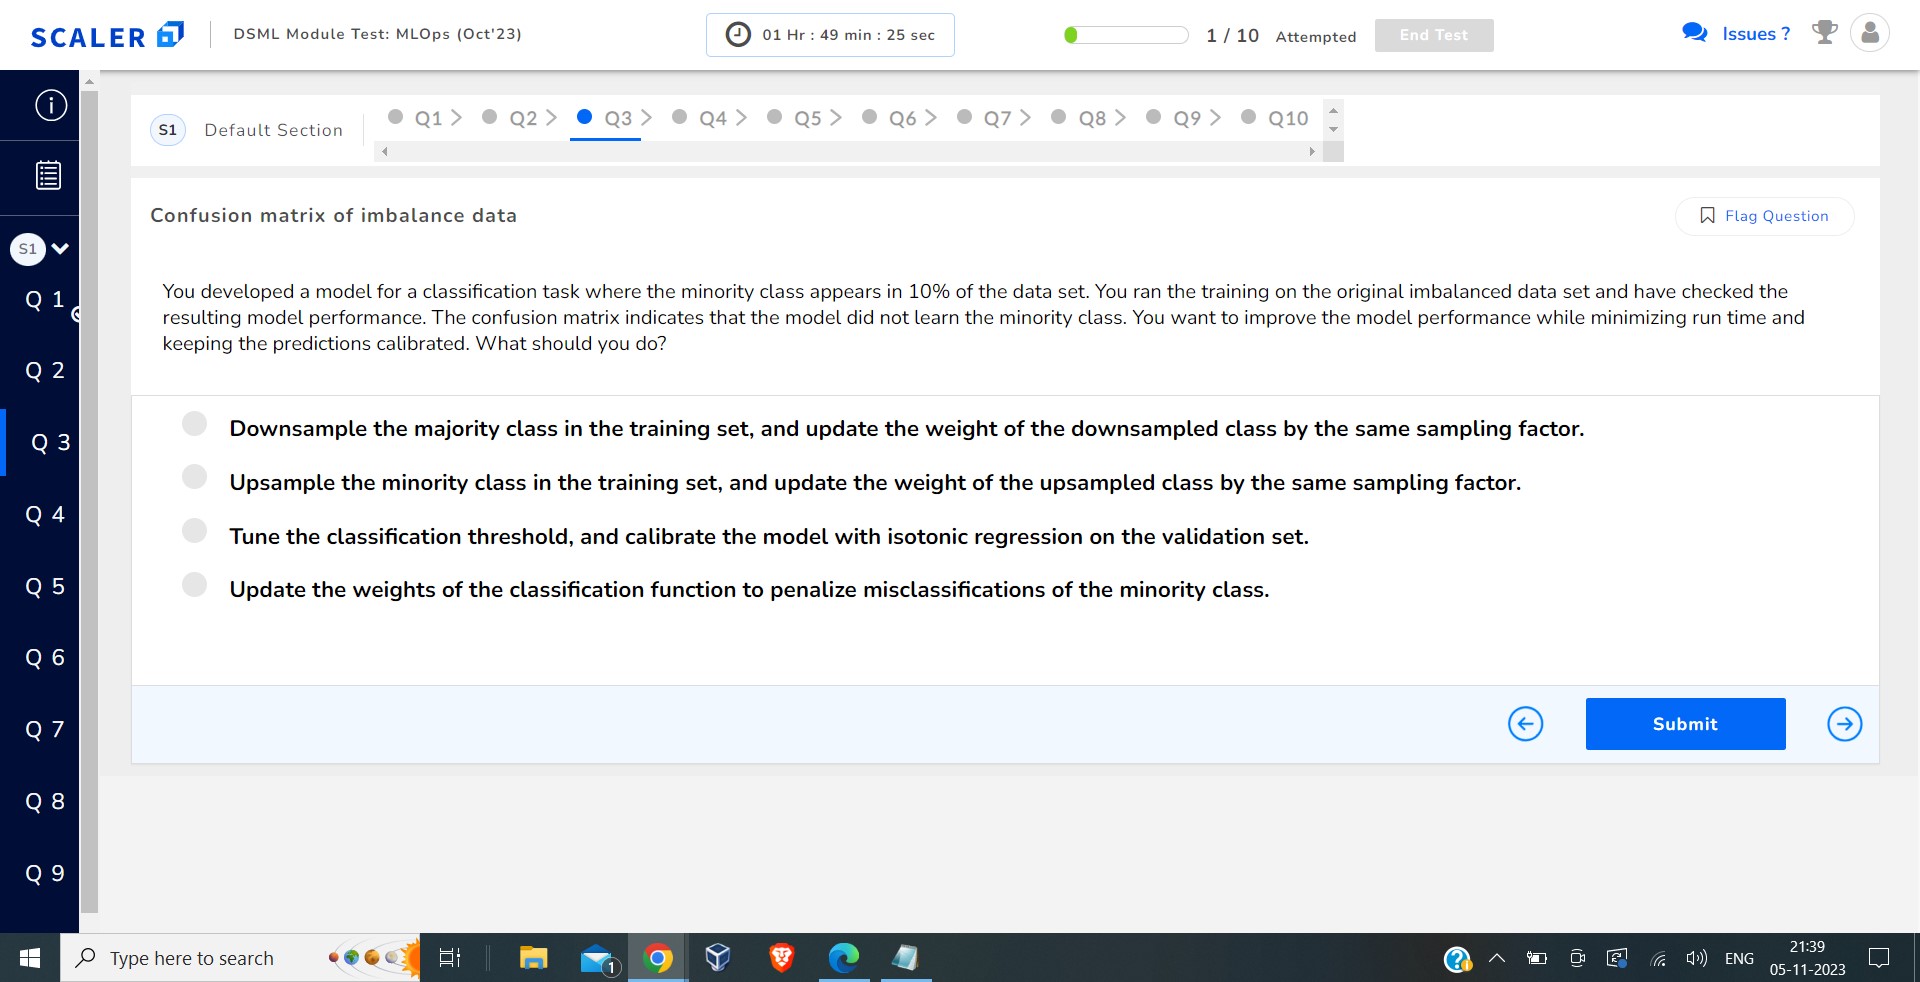 SCALER
DSML Module Test: MLOps (Oct'23)
01 Hr : 49 min : 25 sec
1 / 10 Attempted
End Test
Issues ?
S1 Default Section
Q1 Q2 Q3 Q4 Q5 Q6 Q7 Q8 Q9 Q10
Confusion matrix of imbalance data
Flag Question
S1
Q 1
Q 2
Q 3
Q 4
Q 5
Q 6
Q 7
Q 8
Q 9
You developed a model for a classification task where the minority class appears in 10% of the data set. You ran the training on the original imbalanced data set and have checked the
resulting model performance. The confusion matrix indicates that the model did not learn the minority class. You want to improve the model performance while minimizing run time and
keeping the predictions calibrated. What should you do?
Downsample the majority class in the training set, and update the weight of the downsampled class by the same sampling factor.
Upsample the minority class in the training set, and update the weight of the upsampled class by the same sampling factor.
Tune the classification threshold, and calibrate the model with isotonic regression on the validation set.
Update the weights of the classification function to penalize misclassifications of the minority class.
Submit
Type here to search
1
ENG
21:39
05-11-2023